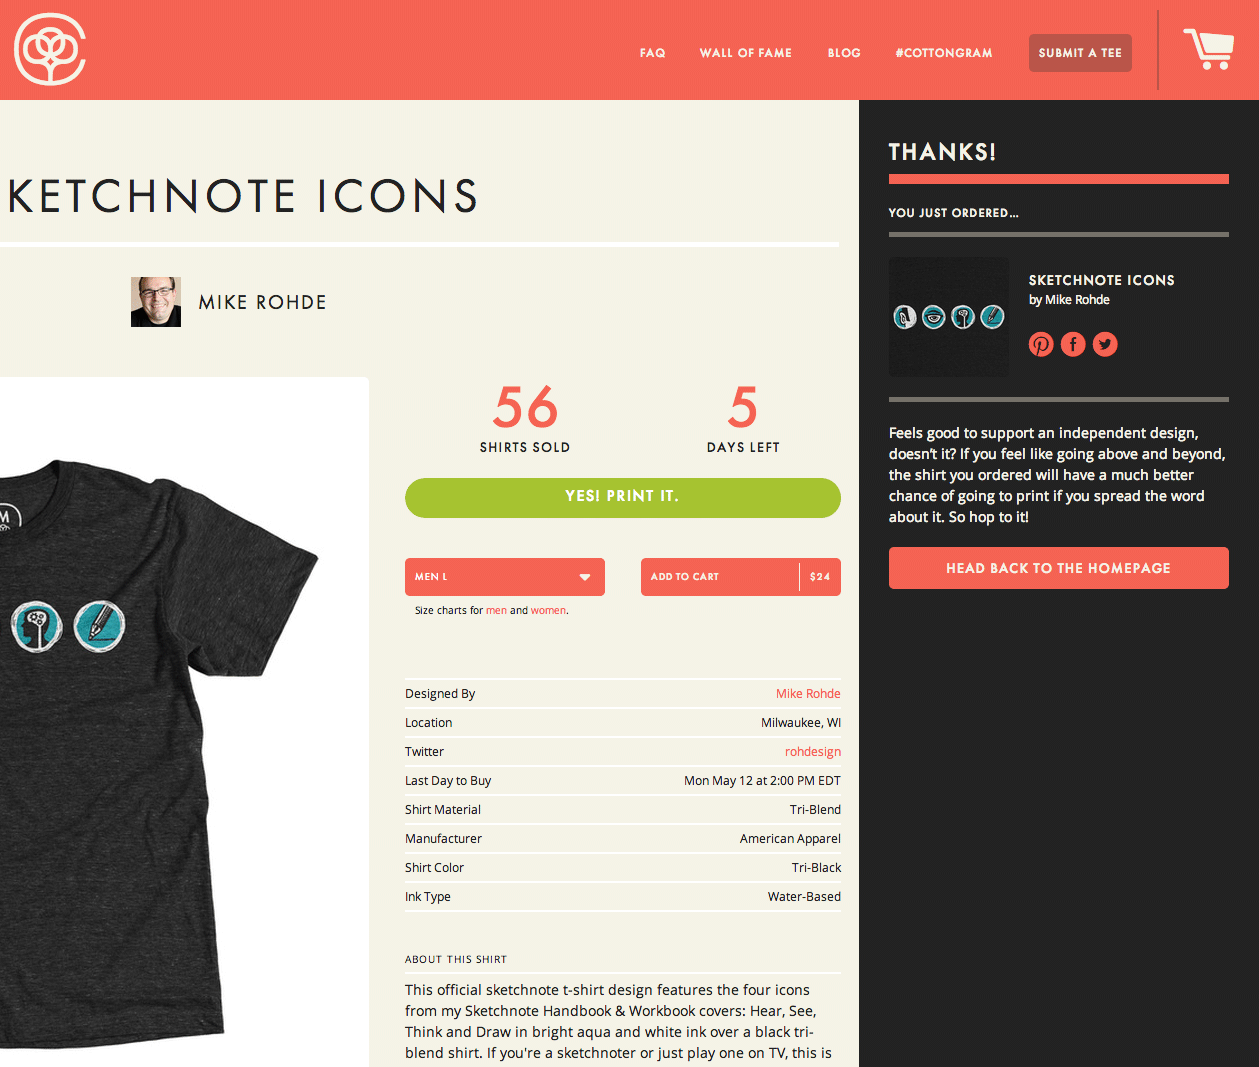 FAQ
WALL OF FAME
BLOG
#COTTONGRAM
SUBMIT A TEE
KETCHNOTE ICONS
MIKE ROHDE
56
SHIRTS SOLD
5
DAYS LEFT
YES! PRINT IT.
MEN L
ADD TO CART
$24
Size charts for men and women.
Designed By Mike Rohde
Location Milwaukee, WI
Twitter rohdesign
Last Day to Buy Mon May 12 at 2:00 PM EDT
Shirt Material Tri-Blend
Manufacturer American Apparel
Shirt Color Tri-Black
Ink Type Water-Based
ABOUT THIS SHIRT
This official sketchnote t-shirt design features the four icons
from my Sketchnote Handbook & Workbook covers: Hear, See,
Think and Draw in bright aqua and white ink over a black tri-
blend shirt. If you're a sketchnoter or just play one on TV, this is
M
THANKS!
YOU JUST ORDERED...
SKETCHNOTE ICONS
by Mike Rohde
Feels good to support an independent design,
doesn't it? If you feel like going above and beyond,
the shirt you ordered will have a much better
chance of going to print if you spread the word
about it. So hop to it!
HEAD BACK TO THE HOMEPAGE